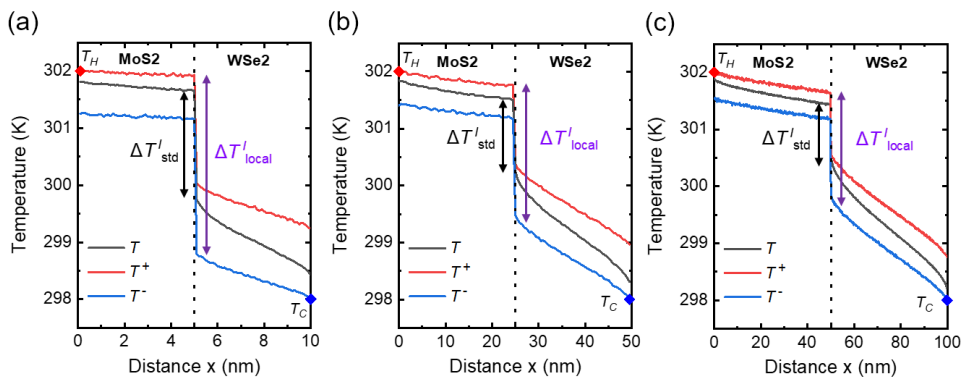 (a)
T_H
MoS2
WSe2
302
301
300
299
298
Temperature (K)
ΔT^I_std
ΔT^I_local
T
T⁺
T⁻
T_C
0 2 4 6 8 10
Distance x (nm)
(b)
T_H
MoS2
WSe2
302
301
300
299
298
Temperature (K)
ΔT^I_std
ΔT^I_local
T
T⁺
T⁻
T_C
0 10 20 30 40 50
Distance x (nm)
(c)
T_H
MoS2
WSe2
302
301
300
299
298
Temperature (K)
ΔT^I_std
ΔT^I_local
T
T⁺
T⁻
T_C
0 20 40 60 80 100
Distance x (nm)